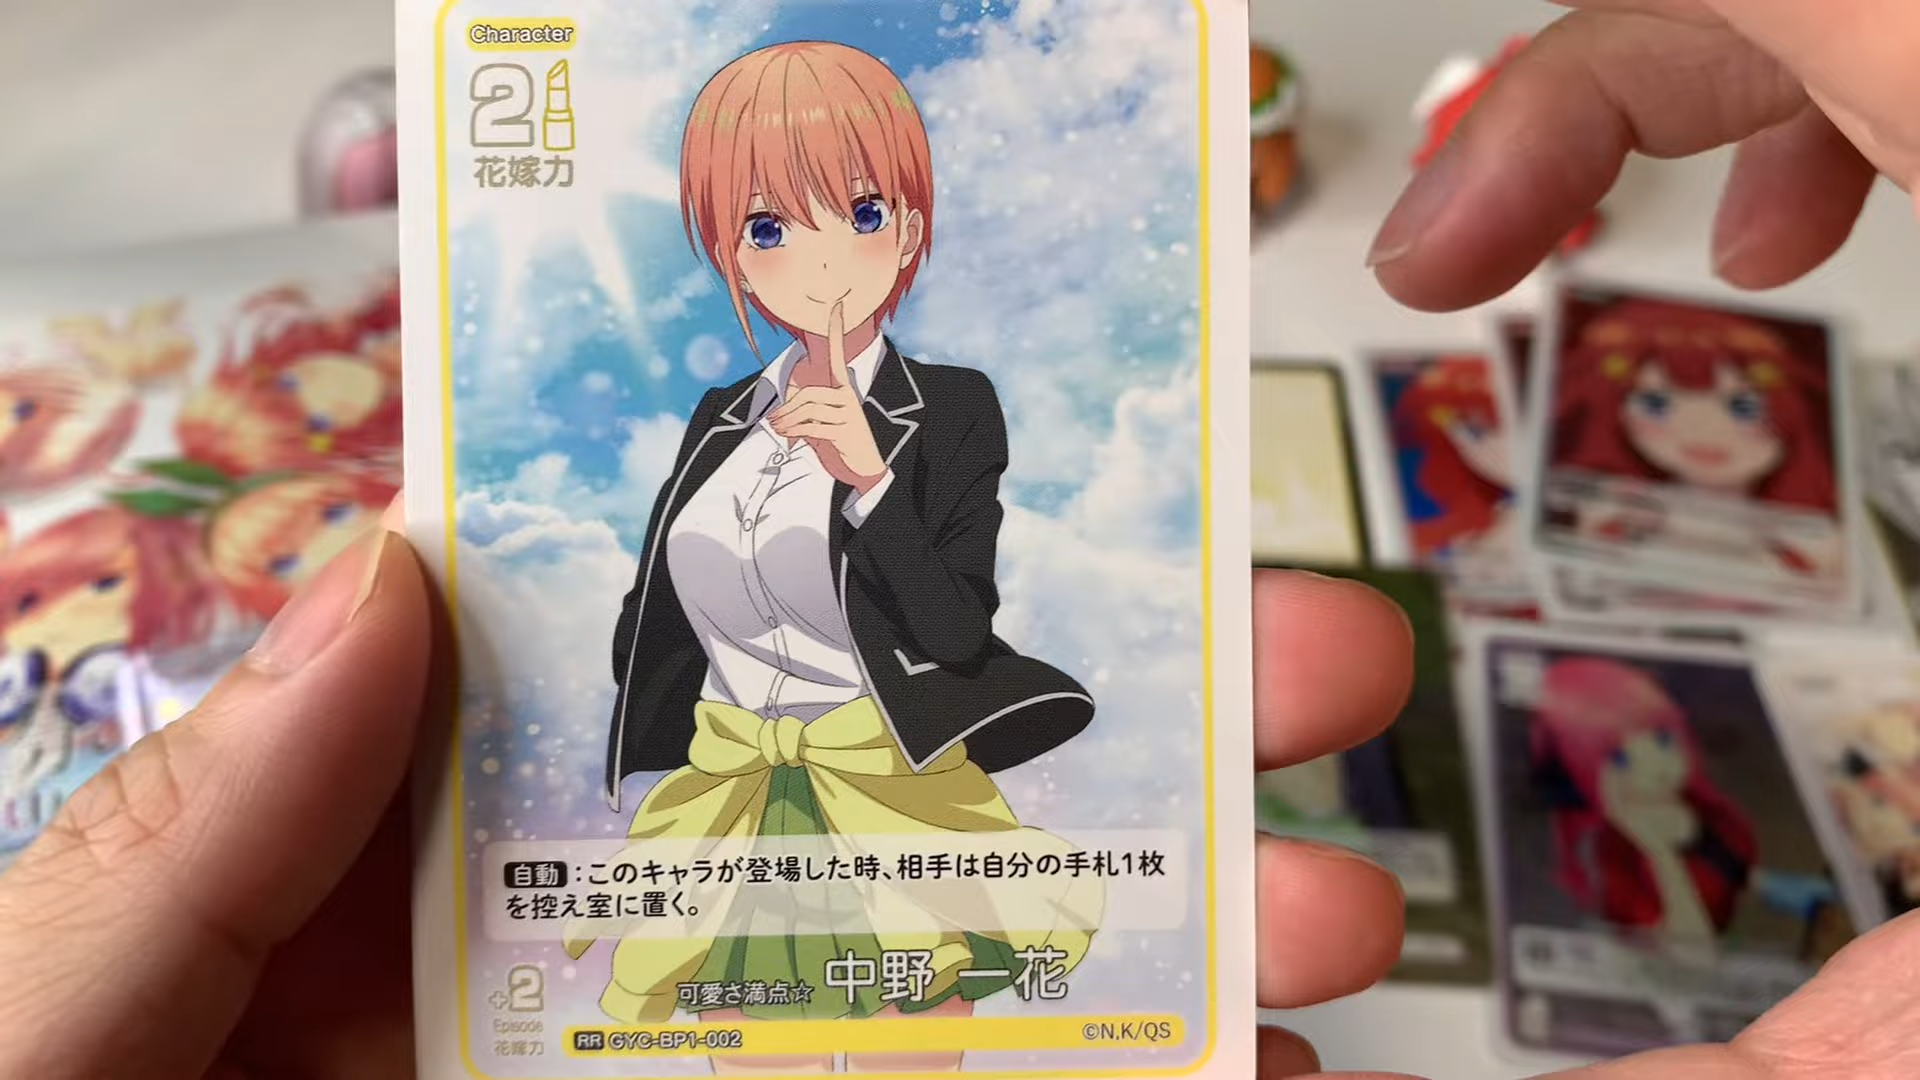 Character
2
花嫁力
自動：このキャラが登場した時、相手は自分の手札1枚
を控え室に置く。
可愛さ満点☆ 中野 一花
+2
Episode
花嫁力
RR GYC-BP1-002
©N.K/QS